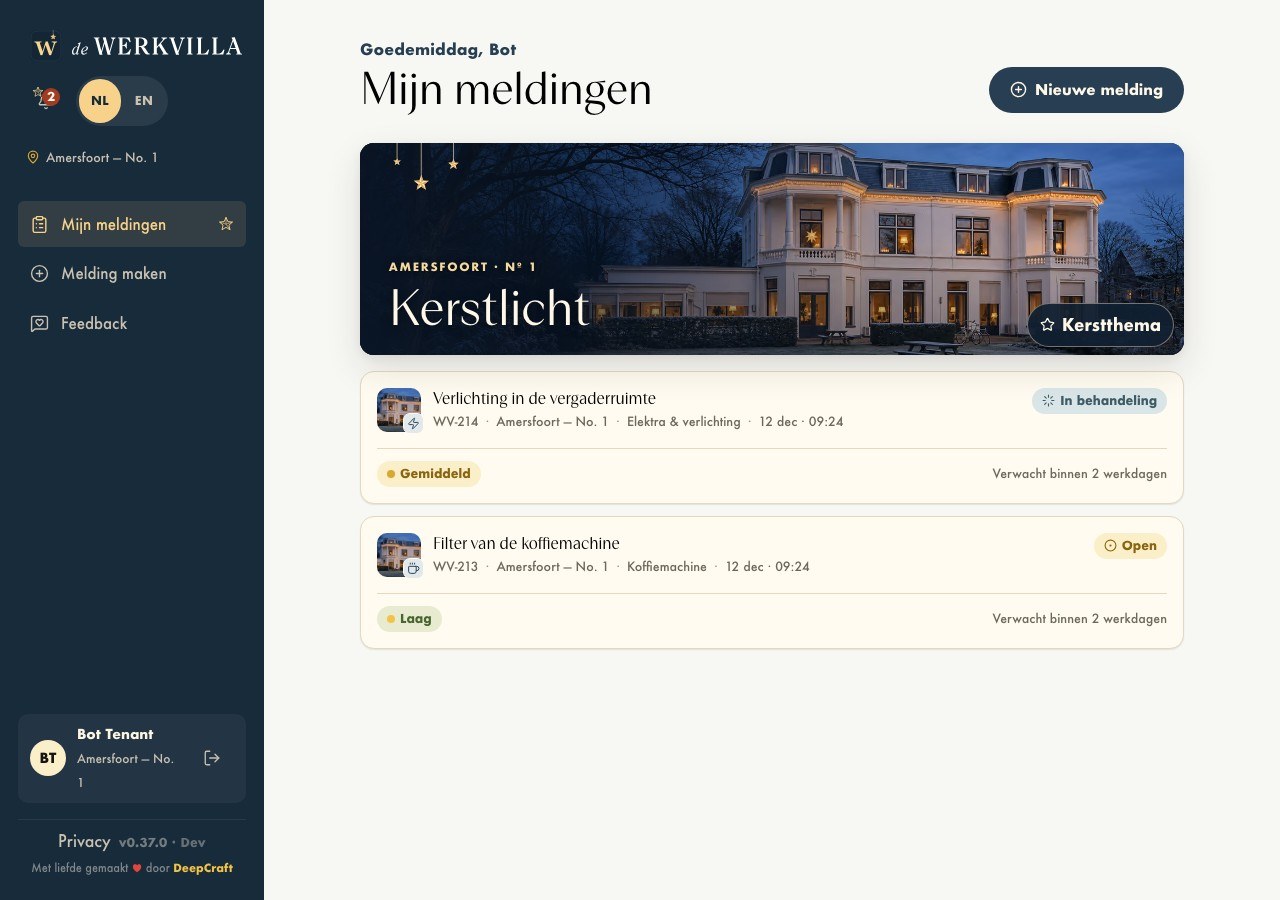 W de WERKVILLA
2
NL EN
Amersfoort – No. 1
Mijn meldingen
Melding maken
Feedback
BT
Bot Tenant
Amersfoort – No.
1
Privacy v0.37.0 · Dev
Met liefde gemaakt door DeepCraft
Goedemiddag, Bot
Mijn meldingen
Nieuwe melding
AMERSFOORT · Nº 1
Kerstlicht
Kerstthema
Verlichting in de vergaderruimte
In behandeling
WV-214 · Amersfoort – No. 1 · Elektra & verlichting · 12 dec · 09:24
Gemiddeld
Verwacht binnen 2 werkdagen
Filter van de koffiemachine
Open
WV-213 · Amersfoort – No. 1 · Koffiemachine · 12 dec · 09:24
Laag
Verwacht binnen 2 werkdagen